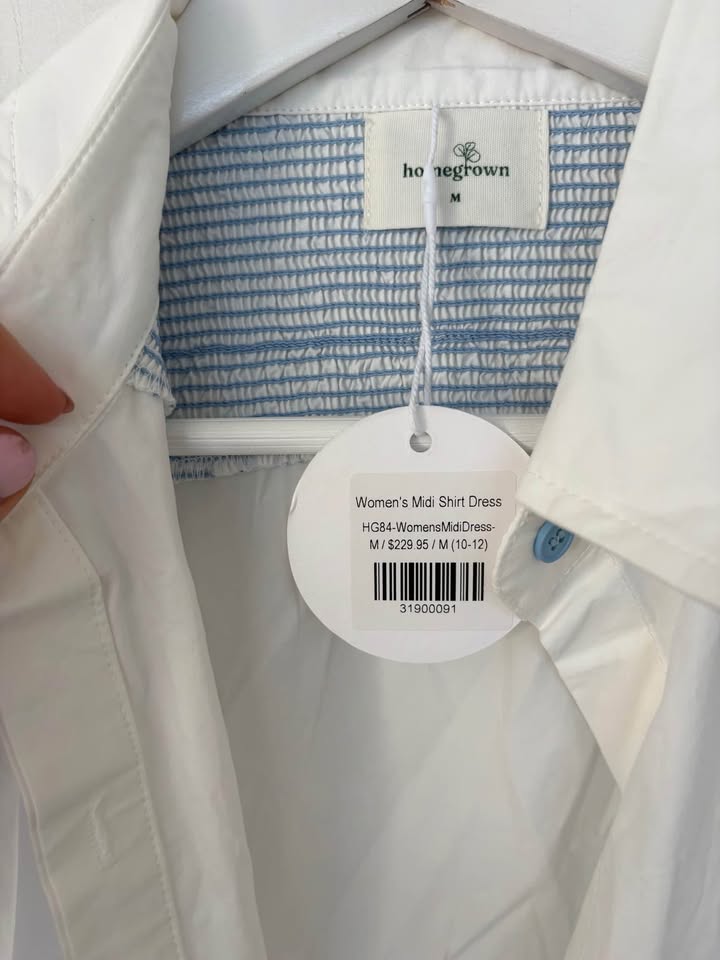 homegrown
M
Women's Midi Shirt Dress
HG84-WomensMidiDress-
M / $229.95 / M (10-12)
31900091